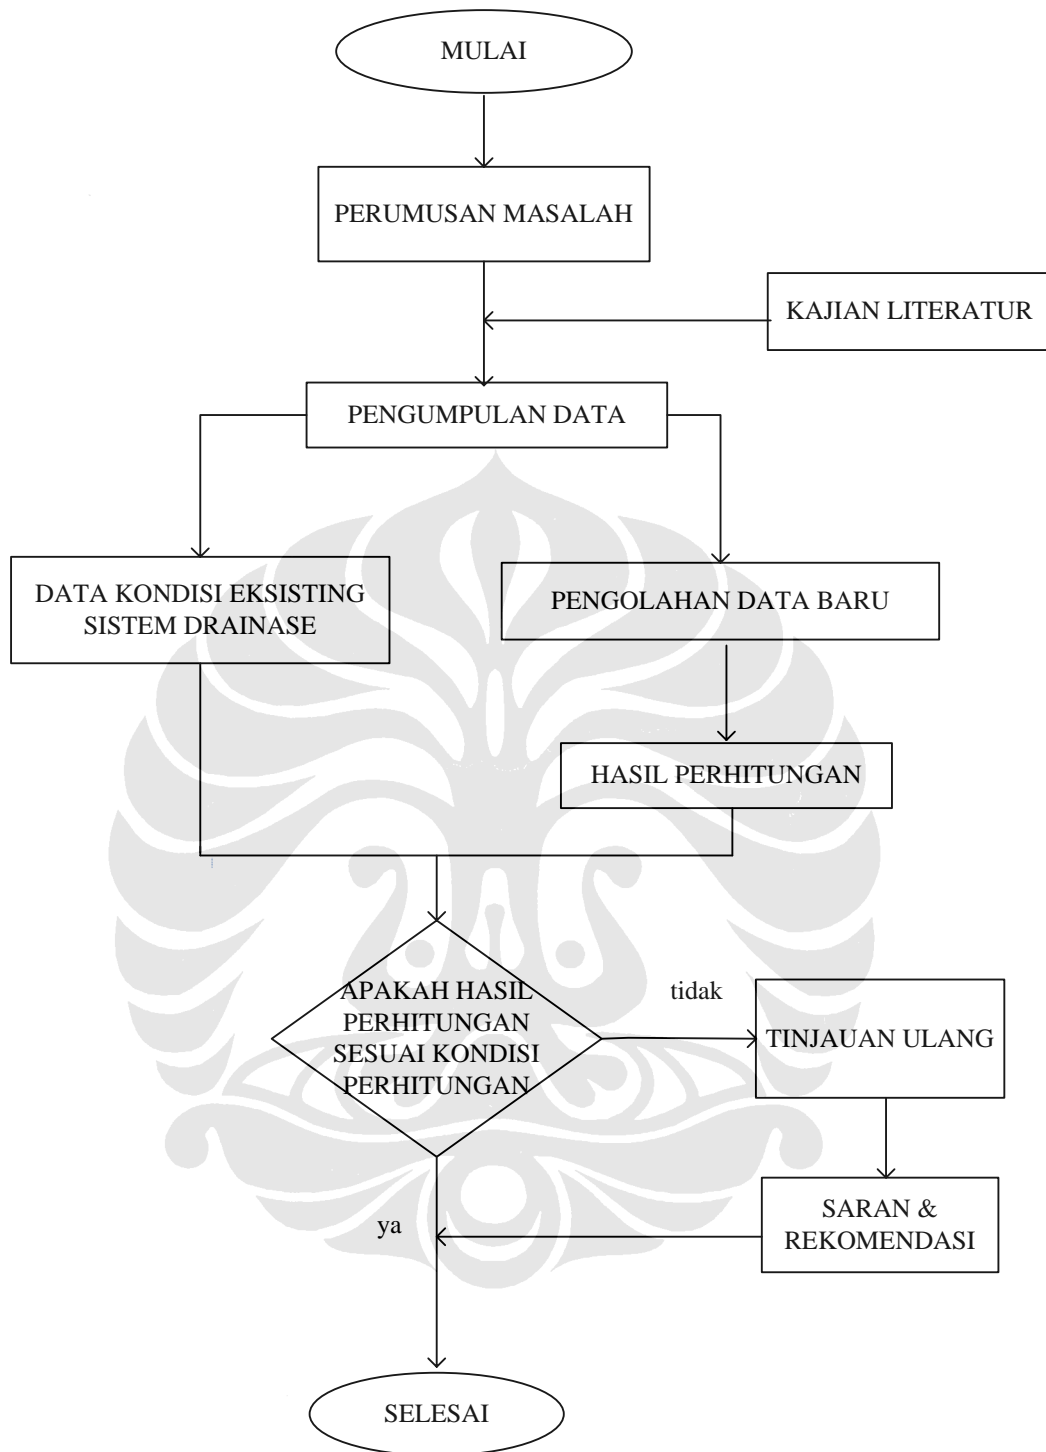 MULAI
PERUMUSAN MASALAH
KAJIAN LITERATUR
PENGUMPULAN DATA
DATA KONDISI EKSISTING
SISTEM DRAINASE
PENGOLAHAN DATA BARU
HASIL PERHITUNGAN
APAKAH HASIL
PERHITUNGAN
SESUAI KONDISI
PERHITUNGAN
tidak
TINJAUAN ULANG
SARAN &
REKOMENDASI
ya
SELESAI